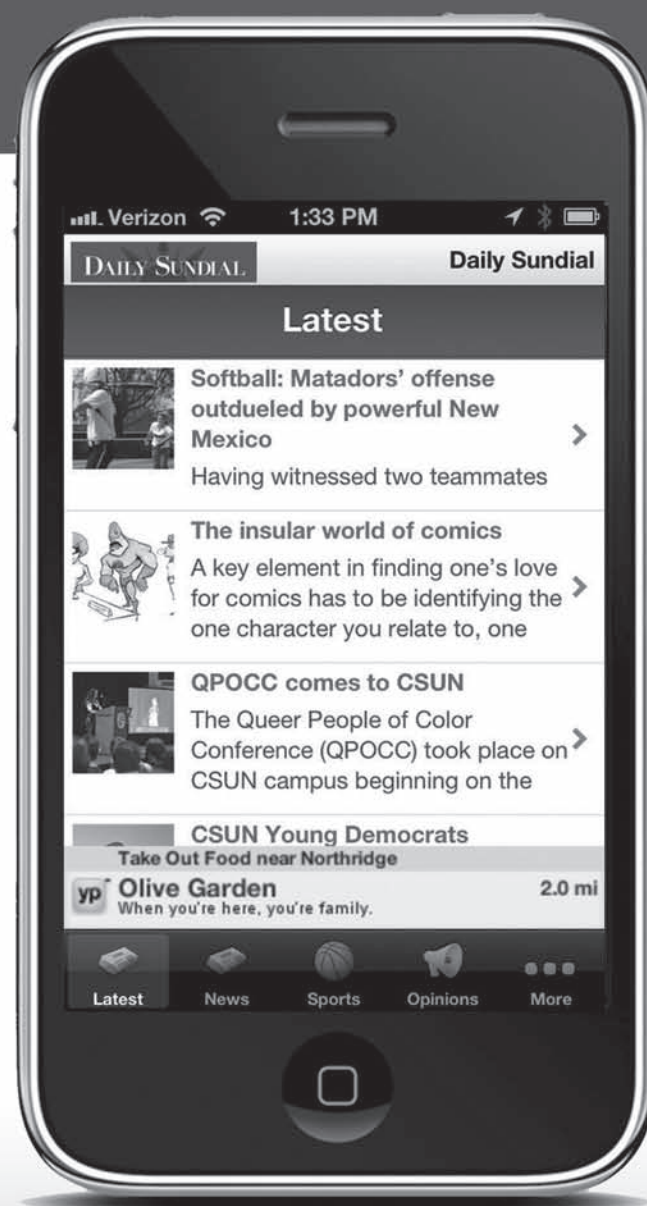 Verizon 1:33 PM
DAILY SUNDIAL Daily Sundial
Latest
Softball: Matadors' offense
outdueled by powerful New
Mexico
Having witnessed two teammates
The insular world of comics
A key element in finding one's love
for comics has to be identifying the
one character you relate to, one
QPOCC comes to CSUN
The Queer People of Color
Conference (QPOCC) took place on
CSUN campus beginning on the
CSUN Young Democrats
Take Out Food near Northridge
yp Olive Garden 2.0 mi
When you're here, you're family.
Latest News Sports Opinions More